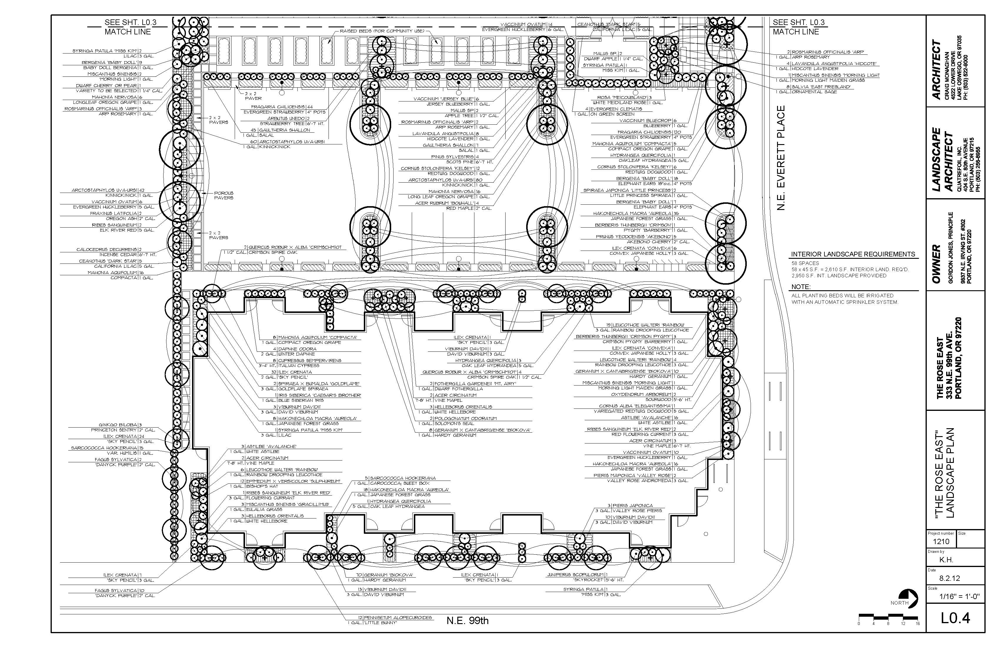 SEE SHT. L0.3
MATCH LINE
SEE SHT. L0.3
MATCH LINE
RAISED BEDS (FOR COMMUNITY USE)
VACCINIUM OVATUM|14
EVERGREEN HUCKLEBERRY|6 GAL.
CEANOTHUS 'DARK STAR'|5
CALIFORNIA LILAC|5 GAL.
SYRINGA PATULA 'MISS KIM'|2
LILAC|3 GAL.
BERGENIA 'BABY DOLL'|9
BABY DOLL BERGENIA|1 GAL.
MISCANTHUS SINENSIS|2
'MORNING LIGHT'|1 GAL.
DWARF CHERRY OR PEAR|1
VARIETY TO BE SELECTED|1 1/4" CAL.
MAHONIA NERVOSA|6
LONGLEAF OREGON GRAPE|1 GAL.
ROSMARINUS OFFICINALIS 'ARP'|3
ARP ROSEMARY|1 GAL.
2 x 2
PAVER
2 x 2
PAVERS
FRAGARIA CHILIOENSIS|44
EVERGREEN STRAWBERRY|4" POTS
ARBUTUS UNEDO|2
STRAWBERRY TREE|6'-7' HT.
45|GAULTHERIA SHALLON
1 GAL.|SALAL
60|ARCTOSTAPHYLOS UVA-URSI
1 GAL.|KINNICKINICK
MALUS SP.|2
DWARF APPLE|1 1/4" CAL.
SYRINGA PATULA|1
MISS KIM|1 GAL.
2|ROSMARINUS OFFICINALIS 'ARP'
1 GAL.|ARP ROSEMARY
4|LAVANDULA ANGUSTIFOLIA 'HIDCOTE'
1 GAL.|HIDCOTE LAVENDER
1|MISCANTHUS SINENSIS 'MORNING LIGHT
1 GAL.|MORNING LIGHT MAIDEN GRASS
8|SALVIA 'EAST FRIESLAND'
1 GAL.|ORNAMENTAL SAGE
VACCINIUM "JERSEY BLUE"|6
JERSEY BLUEBERRY|1 GAL.
MALUS SP|2
APPLE TREE|1 1/2" CAL.
ROSMARINUS OFFICINALIS 'ARP'|2
ARP ROSEMARY|1 GAL.
LAVANDULA ANGUSTIFOLIA|8
HIDCOTE LAVENDER|1 GAL.
GAULTHERIA SHALLON|7
SALAL|1 GAL.
PINUS SYLVESTRIS|4
SCOTS PINE|6'-7' HT.
CORNUS STOLONIFERA 'KELSEY'|12
REDTWIG DOGWOOD|1 GAL.
ARCTOSTAPHYLOS UVA-URSI|80
KINNICKINICK|1 GAL.
MAHONIA NERVOSA|16
LONG LEAF OREGON GRAPE|1 GAL.
ACER RUBRUM 'BOWHALL'|4
RED MAPLE|2" CAL.
ROSA 'MEICOUBLAND'|3
WHITE MEIDILAND ROSE|1 GAL.
4|EVERGREEN CLEMATIS
1 GAL.|ON GREEN SCREEN
VACCINIUM BLUECROP|6
BLUEBERRY|1 GAL.
FRAGARIA CHILIOENSIS|120
EVERGREEN STRAWBERRY|4" POTS
MAHONIA AQUIFOLIUM 'COMPACTA'|5
COMPACT OREGON GRAPE|1 GAL.
HYDRANGEA QUERCIFOLIA|1
OAKLEAF HYDRANGEA|5 GAL.
CORNUS STOLONIFERA 'KELSEYI'|6
REDTWIG DOGWOOD|1 GAL.
BERGENIA 'BABY DOLL'|18
ELEPHANT EARS 18"o.c.|4" POTS
SPIRAEA JAPONICA 'LITTLE PRINCESS'|2
LITTLE PRINCESS SPIRAEA|1 GAL.
BERGENIA 'BABY DOLL'|7
ELEPHANT EARS|4" POTS
HAKONECHOLA MACRA 'AUREOLA|35
JAPANESE FOREST GRASS|1 GAL.
BERBERIS THUNBERGII 'CRIMSON'|1
PYGMY 'BARBERRY'|1 GAL.
PRUNUS YEODOENSIS 'AKEBONO'|5
AKEBONO CHERRY|2" CAL.
ILEX CRENATA 'CONVEXA'|6
CONVEX JAPANESE HOLLY|3 GAL.
ARCTOSTAPHYLOS UVA-URSI|42
KINNICKINICK|1 GAL.
VACCINIUM OVATUM|6
EVERGREEN HUCKLEBERRY|5 GAL.
FRAXINUS LATIFOLIA|2
OREGON ASH|2" CAL.
RIBES SANGUINEIUM|2
ELK RIVER RED|5 GAL.
CALOCEDRUS DECURRENS|2
INCENSE CEDAR|6'-7' HT.
CEANOTHUS 'DARK STAR'|5
CALIFORNIA LILAC|5 GAL.
MAHONIA AQUIFOLIUM|16
COMPACTA|1 GAL.
POROUS
PAVERS
2 x 2
PAVERS
2|QUERCUS ROBUR X ALBA 'CRIMSCHMIOT
1 1/2" CAL.|CRIMSON SPIRE OAK
N.E. EVERETT PLACE
INTERIOR LANDSCAPE REQUIREMENTS
58 SPACES
58 x 45 S.F. = 2,610 S.F. INTERIOR LAND. REQ'D.
2,950 S.F. INT. LANDSCAPE PROVIDED
NOTE:
ALL PLANTING BEDS WILL BE IRRIGATED
WITH AN AUTOMATIC SPRINKLER SYSTEM.
8|MAHONIA AQUIFOLIUM 'COMPACTA'
1 GAL.|COMPACT OREGON GRAPE
4|DAPHNE ODORA
2 GAL.|WINTER DAPHNE
8|CUPRESSUS SEMPERVIRENS
3'-4' HT.|ITALIAN CYPRESS
32|ILEX CRENATA
2 GAL.|'SKY PENCIL'
2|SPIRAEA X BUMALDA 'GOLDFLAME'
3 GAL.|GOLDFLAME SPIRAEA
1|IRIS SIBERICA 'CAESAR'S BROTHER'
1 GAL.|BLUE SIBERIAN IRIS
3|VIBURNUM DAVIDII
3 GAL.|DAVID VIBURNUM
8|HAKONECHLOA MACRA 'AUREOLA'
1 GAL.|JAPANESE FOREST GRASS
1|SYRINGA PATULA 'MISS KIM'
3 GAL.|LILAC
ILEX CRENATA|1
'SKY PENCIL'|3 GAL.
VIBURNUM DAVIDII|1
DAVID VIBURNUM|3 GAL.
HYDRANGEA QUERCIFOLIA|3
OAK LEAF HYDRANDEA|5 GAL.
QUERCUS ROBUR X ALBA 'CRIMSCHMIOT'|4
CRIMSON SPIRE OAK|1 1/2" CAL.
2|FOTHERGILLA GARDENEII 'MT. AIRY'
1 GAL.|DWARF FOTHERGILLA
2|ACER CIRCINATUM
7'-8' HT.|VINE MAPEL
3|HELLEBORUS ORIENTALIS
1 GAL.|WHITE HELLEBORE
2|POLOGONATUM ODORATUM
1 GAL.|SOLOMON'S SEAL
8|GERANIUM X CANTABRIGIENSE 'BIOKOVA'
1 GAL.|HARDY GERANIUM
19|LEUCOTHOE WALTERI 'RAINBOW'
3 GAL.|RAINBOW DROOPING LEUCOTHOE
BERBERIS THUNBERGII 'CRIMSON PYGMY'|3
CRIMSON PYGMY BARBERRY|1 GAL.
ILEX CRENATA 'CONVEXA'|1
CONVEX JAPANESE HOLLY|3 GAL.
LEUCOTHOE WALTERI 'RAINBOW'|4
RAINBOW DROOPING LEUCOTHOE|3 GAL.
GERANIUM X CANTABRIGIENSE 'BIOKOVA'|10
HARDY GERANIUM|1 GAL.
MISCANTHUS SINENSIS 'MORNING LIGHT'|1
MORNING LIGHT MAIDEN GRASS|1 GAL.
OXYDENDRUM ARBOREUM|2
SOURWOOD|5'-6' HT.
CORNUS ALBA 'ELEGANTISSIMA'|1
VARIEGATED REDTWIG DOGWOOD|5 GAL.
ASTILBE 'AVALANCHE'|16
WHITE ASTILBE|1 GAL.
RIBES SANGUINEUM 'ELK RIVER RED'|2
RED FLOWERING CURRENT|3 GAL.
ACER CIRCINATUM|3
VINE MAPLE|6'-7' HT.
VACCINNIUM OVATUM|10
EVERGREEN HUCKLEBERRY|1 GAL.
HAKONECHLOA MACRA 'AUREOLA'|16
JAPANESE FOREST GRASS|1 GAL.
PIERIS MAPONICA 'VALLEY ROSE'|2
VALLEY ROSE ANDROMEDA|3 GAL.
GINKGO BILOBA|3
PRINCETON SENTRY|2" CAL.
ILEX CRENATA|24
'SKY PENCIL'|3 GAL.
SARCOCOCCA HOOKERIANA|15
VAR. HUMILIS|1 GAL.
FAGUS SYLVATICA|2
'DANYCK PURPLE'|2" CAL.
3|ASTILBE 'AVALANCHE'
1 GAL.|WHITE ASTILBE
2|ACER CIRCINATUM
7'-8' HT.|VINE MAPLE
6|LEUCOTHOE WALTERI 'RAINBOW'
1 GAL.|RAINBOW DROOPING LEUCOTHOE
12|EPIMEDIUM X VERSICOLOR 'SULPHUREUM'
1 GAL.|BISHOP'S HAT
1|RIBES SANGUINEUM 'ELK RIVER RED'
3 GAL.|FLOWERING CURRANT
3|MISCANTHUS SINENSIS 'GRACILLIMUS'
1 GAL.|EULALIA GRASS
3|HELLEBORUS ORIENTALIS
1 GAL.|WHITE HELLEBORE
5|SARCOCOCCA HOOKERIANA
1 GAL.|CAROCOCCA; SWEET BOX
18|HAKONECHLOA MACRA 'AUREOLA'
1 GAL.|JAPANESE FOREST GRASS
1|HYDRANGEA QUERCIFOLIA
5 GAL.|OAK LEAF HYDRANGEA
3|PIERIS JAPONICA
3 GAL.|VALLEY ROSE PIERIS
10|VIBURNUM DAVIDII
3 GAL.|DAVID VIBURNUM
ILEX CRENATA|7
'SKY PENCIL'|3 GAL.
FAGUS SYLVATICA|10
'DANYCK PURPLE'|2" CAL.
70|GERANIUM 'BIOKOVA'
1 GAL.|HARDY GERANIUM
13|VIBURNUM DAVIDII
3 GAL.|DAVID VIBURNUM
ILEX CRENATA|1
'SKY PENCIL'|3 GAL.
JUNIPERUS SCOPULORUM|1
'SKYROCKET'|5'-6' HT.
SYRINGA PATULA|1
'MISS KIM'|3 GAL.
12|PENNISETUM ALOPECUROIDES
1 GAL.|'LITTLE BUNNY'
N.E. 99th
NORTH
0 4 8 12 16
ARCHITECT
CRAIG MONAGHAN
4522 LOWER DRIVE
LAKE OSWEGO, OR 97035
PH: (503) 522-9000
LANDSCAPE
ARCHITECT
QUATREFOIL, INC.
404 S.E. 80th AVENUE
PORTLAND, OR 97215
PH: (503) 256-8955
OWNER
GORDON JONES, PRINCIPLE
9837 N.E. IRVING ST. #302
PORTLAND, OR 97220
THE ROSE EAST
333 N.E. 99th AVE.
PORTLAND, OR 97220
"THE ROSE EAST"
LANDSCAPE PLAN
Project number
Size
1210
Drawn by
K.H.
Date
8.2.12
Scale
1/16" = 1'-0"
L0.4